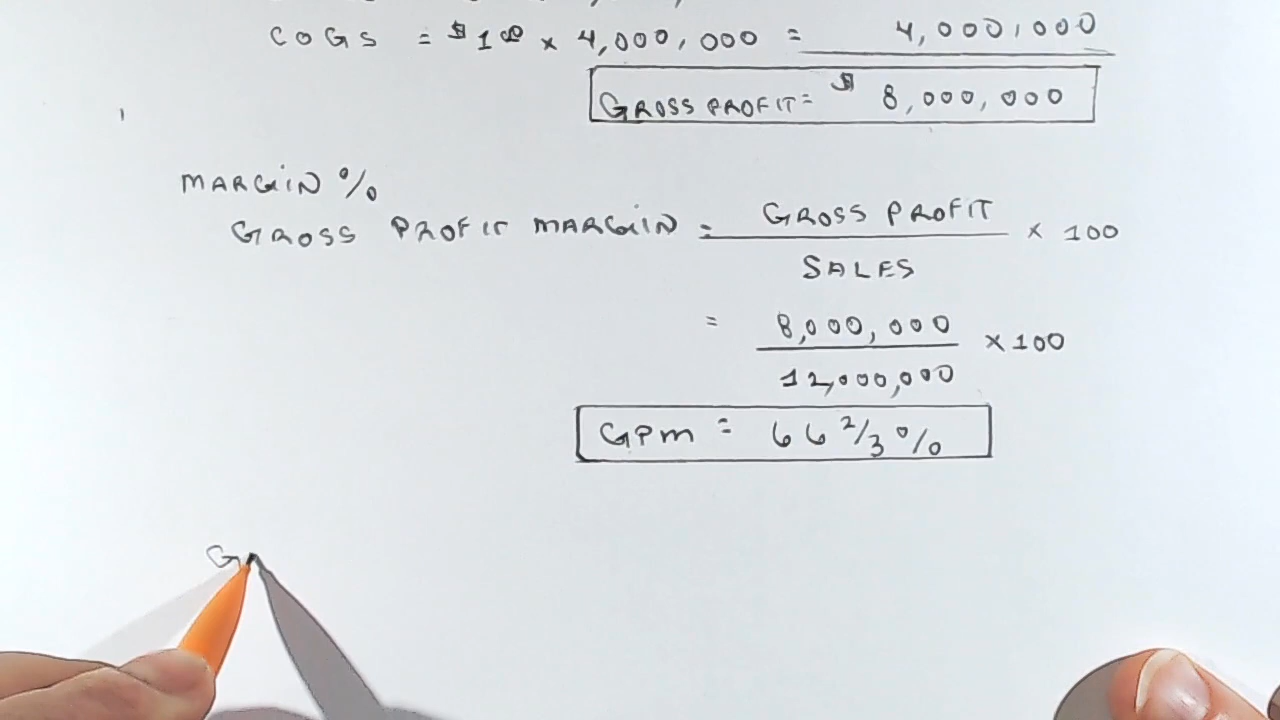 COGS = $1⁰⁰ × 4,000,000 = 4,000,000
GROSS PROFIT = $ 8,000,000
MARGIN %
GROSS PROFIT MARGIN = GROSS PROFIT / SALES × 100
= 8,000,000 / 12,000,000 × 100
GPM = 66 2/3 %
G